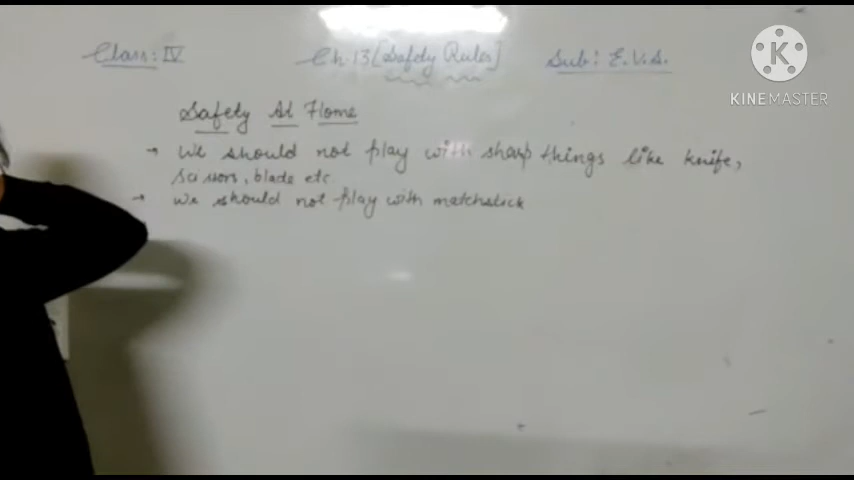 Class: IV
Ch. 13 [Safety Rules]
Sub: E.V.S.
Safety At Home
→ We should not play with sharp things like knife,
Scissors, blade etc.
→ We should not play with matchstick
K
KINEMASTER